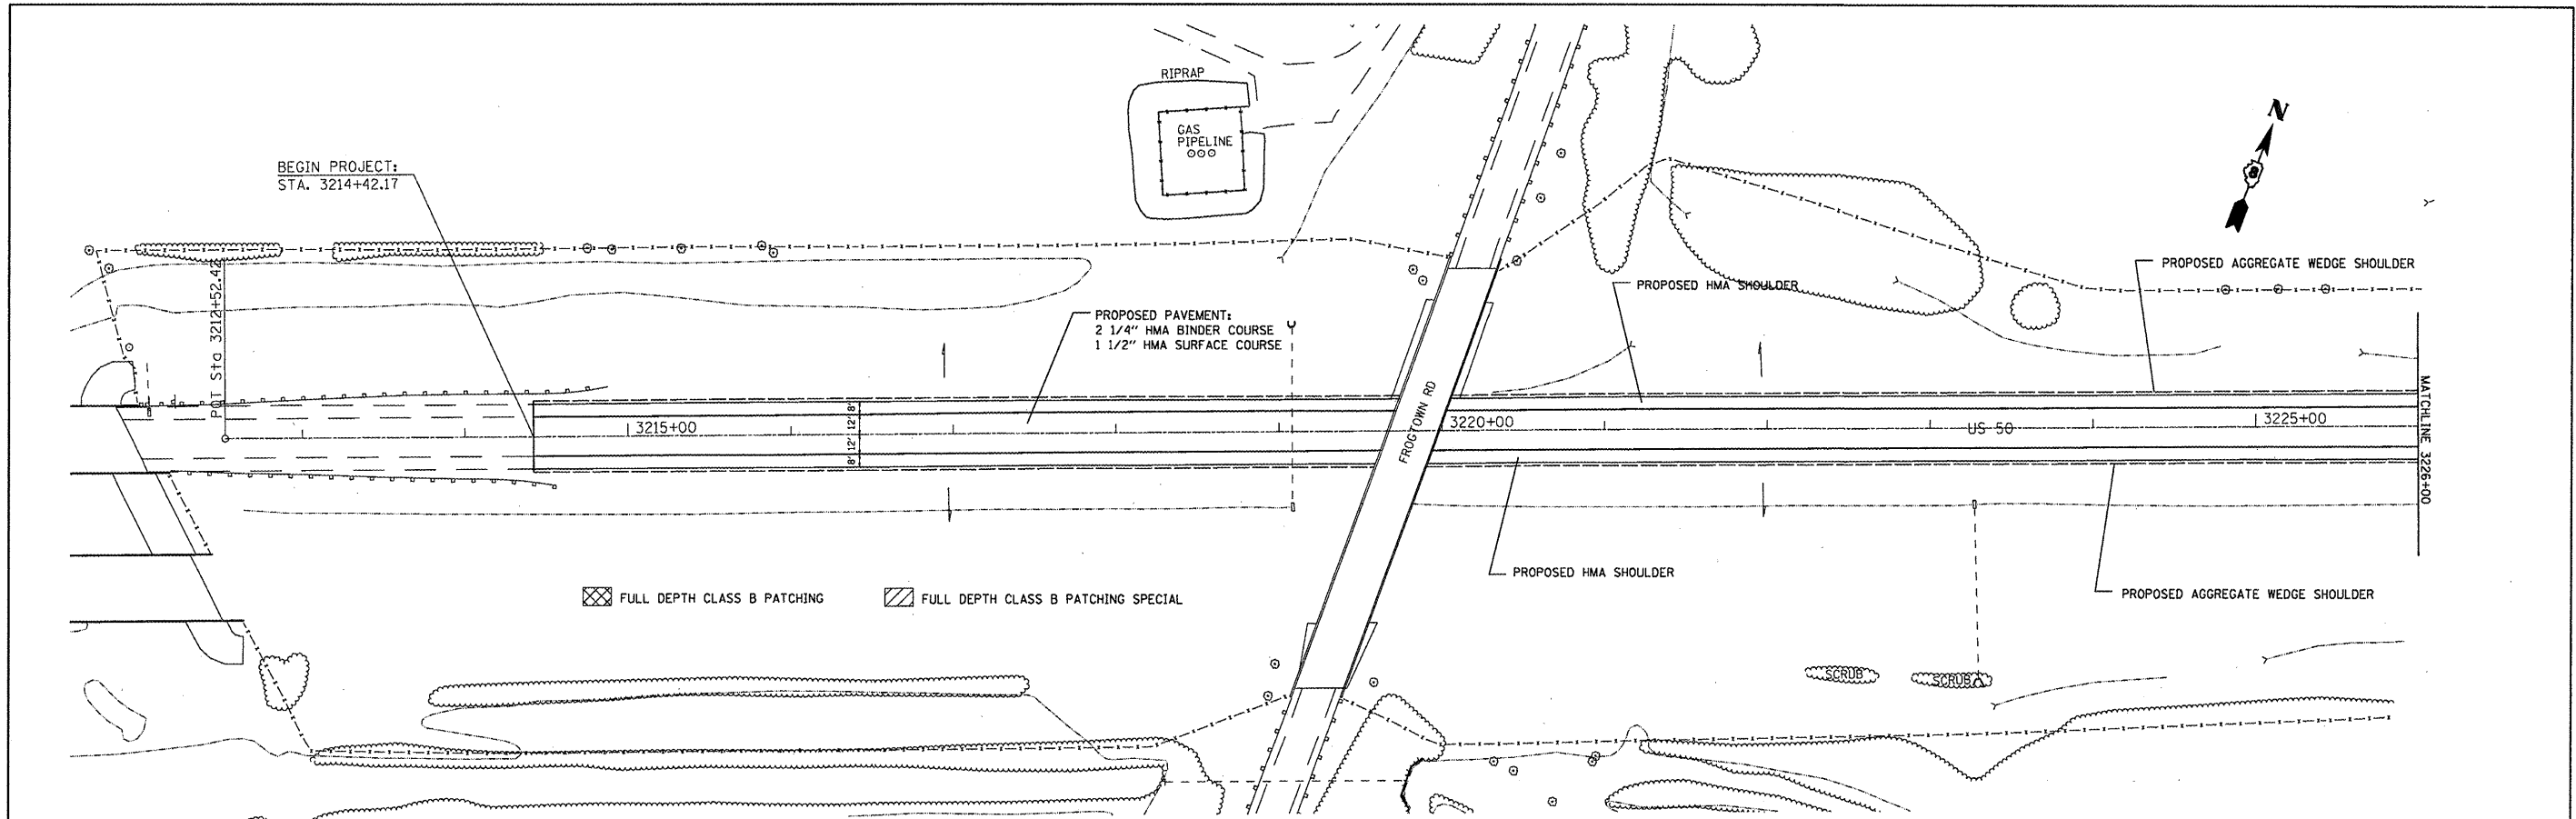 RIPRAP
GAS
PIPELINE
N
BEGIN PROJECT:
STA. 3214+42.17
POT Sta 3212+52.42
PROPOSED AGGREGATE WEDGE SHOULDER
PROPOSED HMA SHOULDER
PROPOSED PAVEMENT:
2 1/4" HMA BINDER COURSE
1 1/2" HMA SURFACE COURSE
8' 12' 12' 8'
3215+00
FROGTOWN RD
3220+00
US 50
3225+00
MATCHLINE 3226+00
PROPOSED HMA SHOULDER
PROPOSED AGGREGATE WEDGE SHOULDER
FULL DEPTH CLASS B PATCHING
FULL DEPTH CLASS B PATCHING SPECIAL
SCRUB
SCRUB